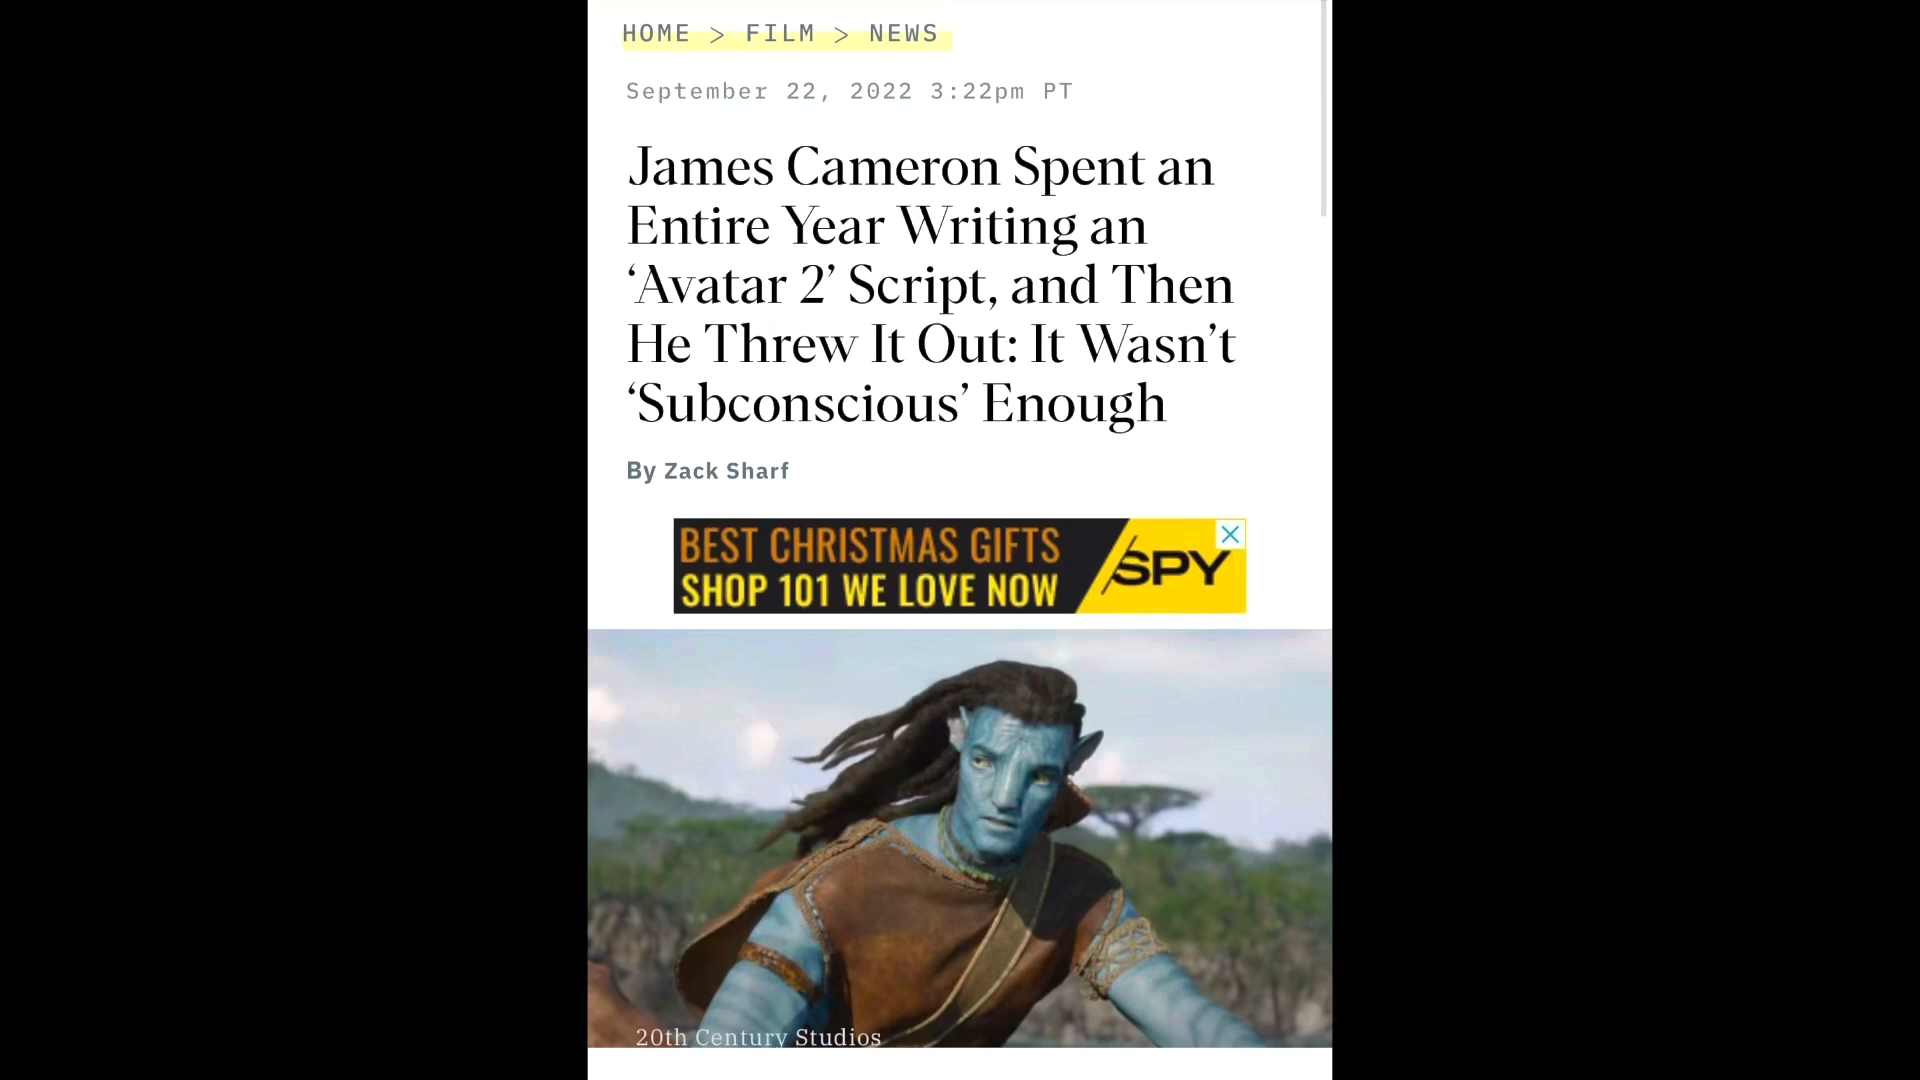 HOME > FILM > NEWS
September 22, 2022 3:22pm PT
James Cameron Spent an
Entire Year Writing an
‘Avatar 2’ Script, and Then
He Threw It Out: It Wasn’t
‘Subconscious’ Enough
By Zack Sharf
BEST CHRISTMAS GIFTS
SHOP 101 WE LOVE NOW
SPY
20th Century Studios